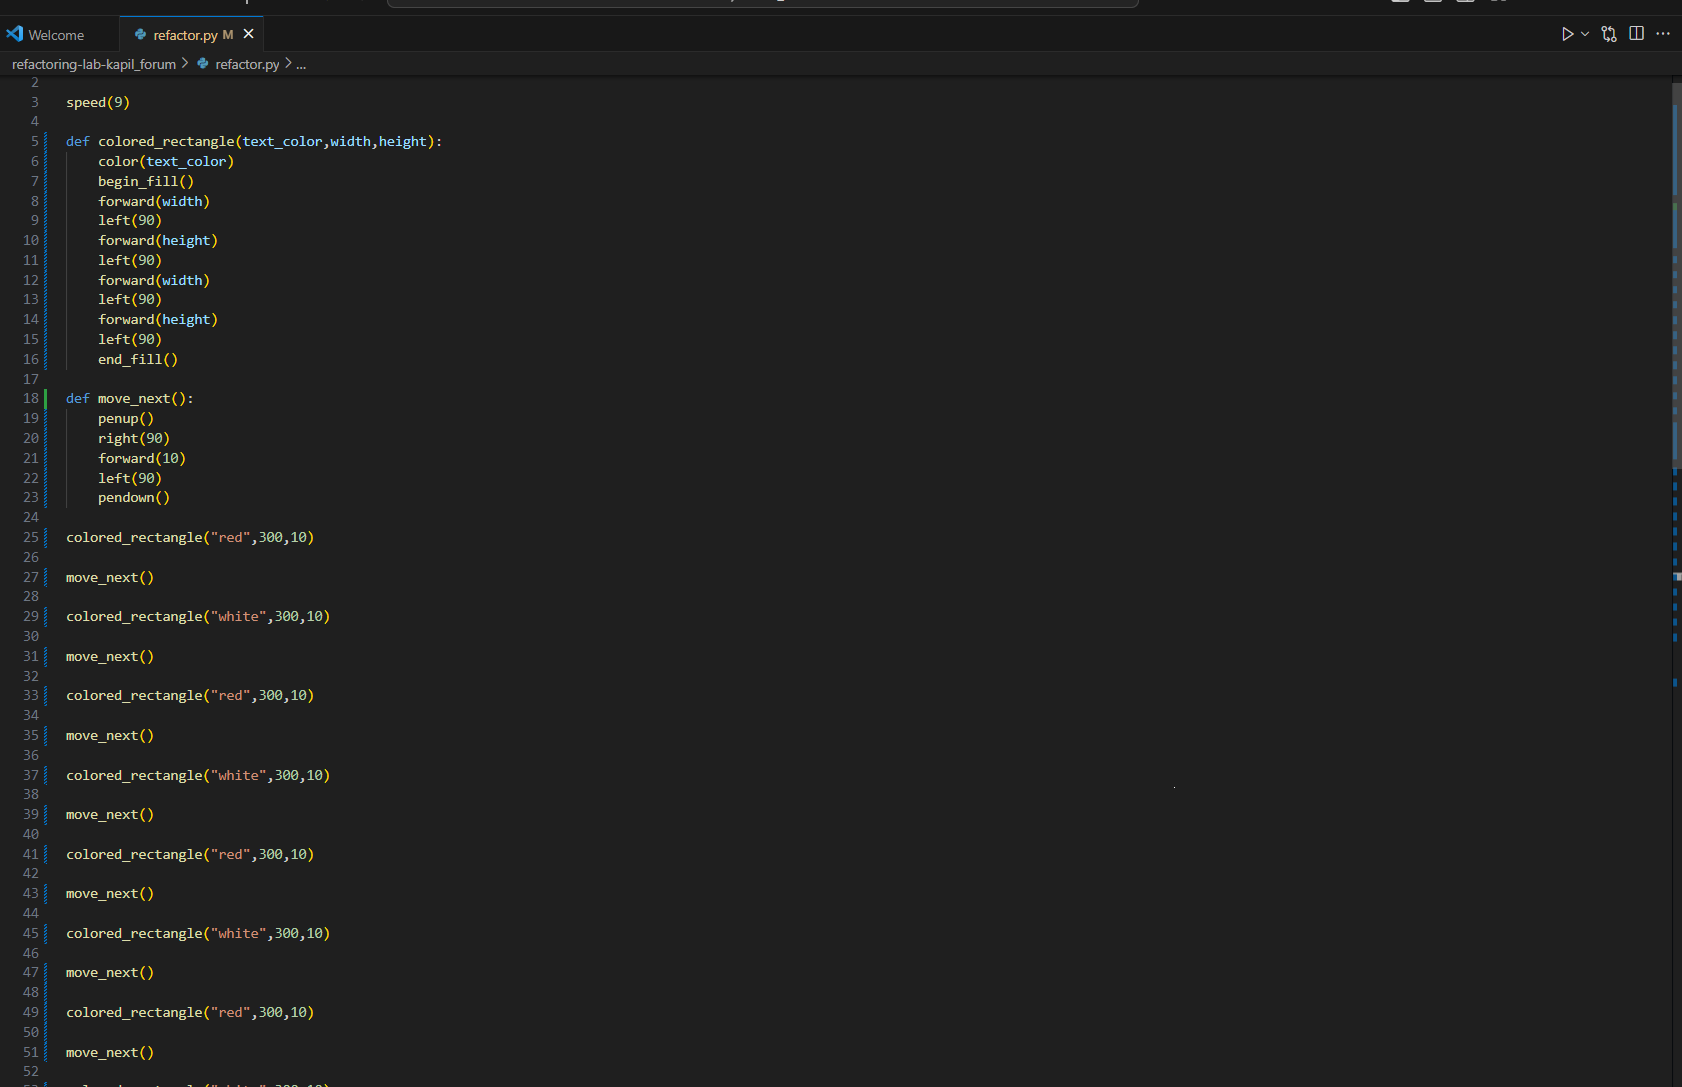 Welcome
refactor.py M
refactoring-lab-kapil_forum > refactor.py > ...
2
3 speed(9)
4
5 def colored_rectangle(text_color,width,height):
6 color(text_color)
7 begin_fill()
8 forward(width)
9 left(90)
10 forward(height)
11 left(90)
12 forward(width)
13 left(90)
14 forward(height)
15 left(90)
16 end_fill()
17
18 def move_next():
19 penup()
20 right(90)
21 forward(10)
22 left(90)
23 pendown()
24
25 colored_rectangle("red",300,10)
26
27 move_next()
28
29 colored_rectangle("white",300,10)
30
31 move_next()
32
33 colored_rectangle("red",300,10)
34
35 move_next()
36
37 colored_rectangle("white",300,10)
38
39 move_next()
40
41 colored_rectangle("red",300,10)
42
43 move_next()
44
45 colored_rectangle("white",300,10)
46
47 move_next()
48
49 colored_rectangle("red",300,10)
50
51 move_next()
52